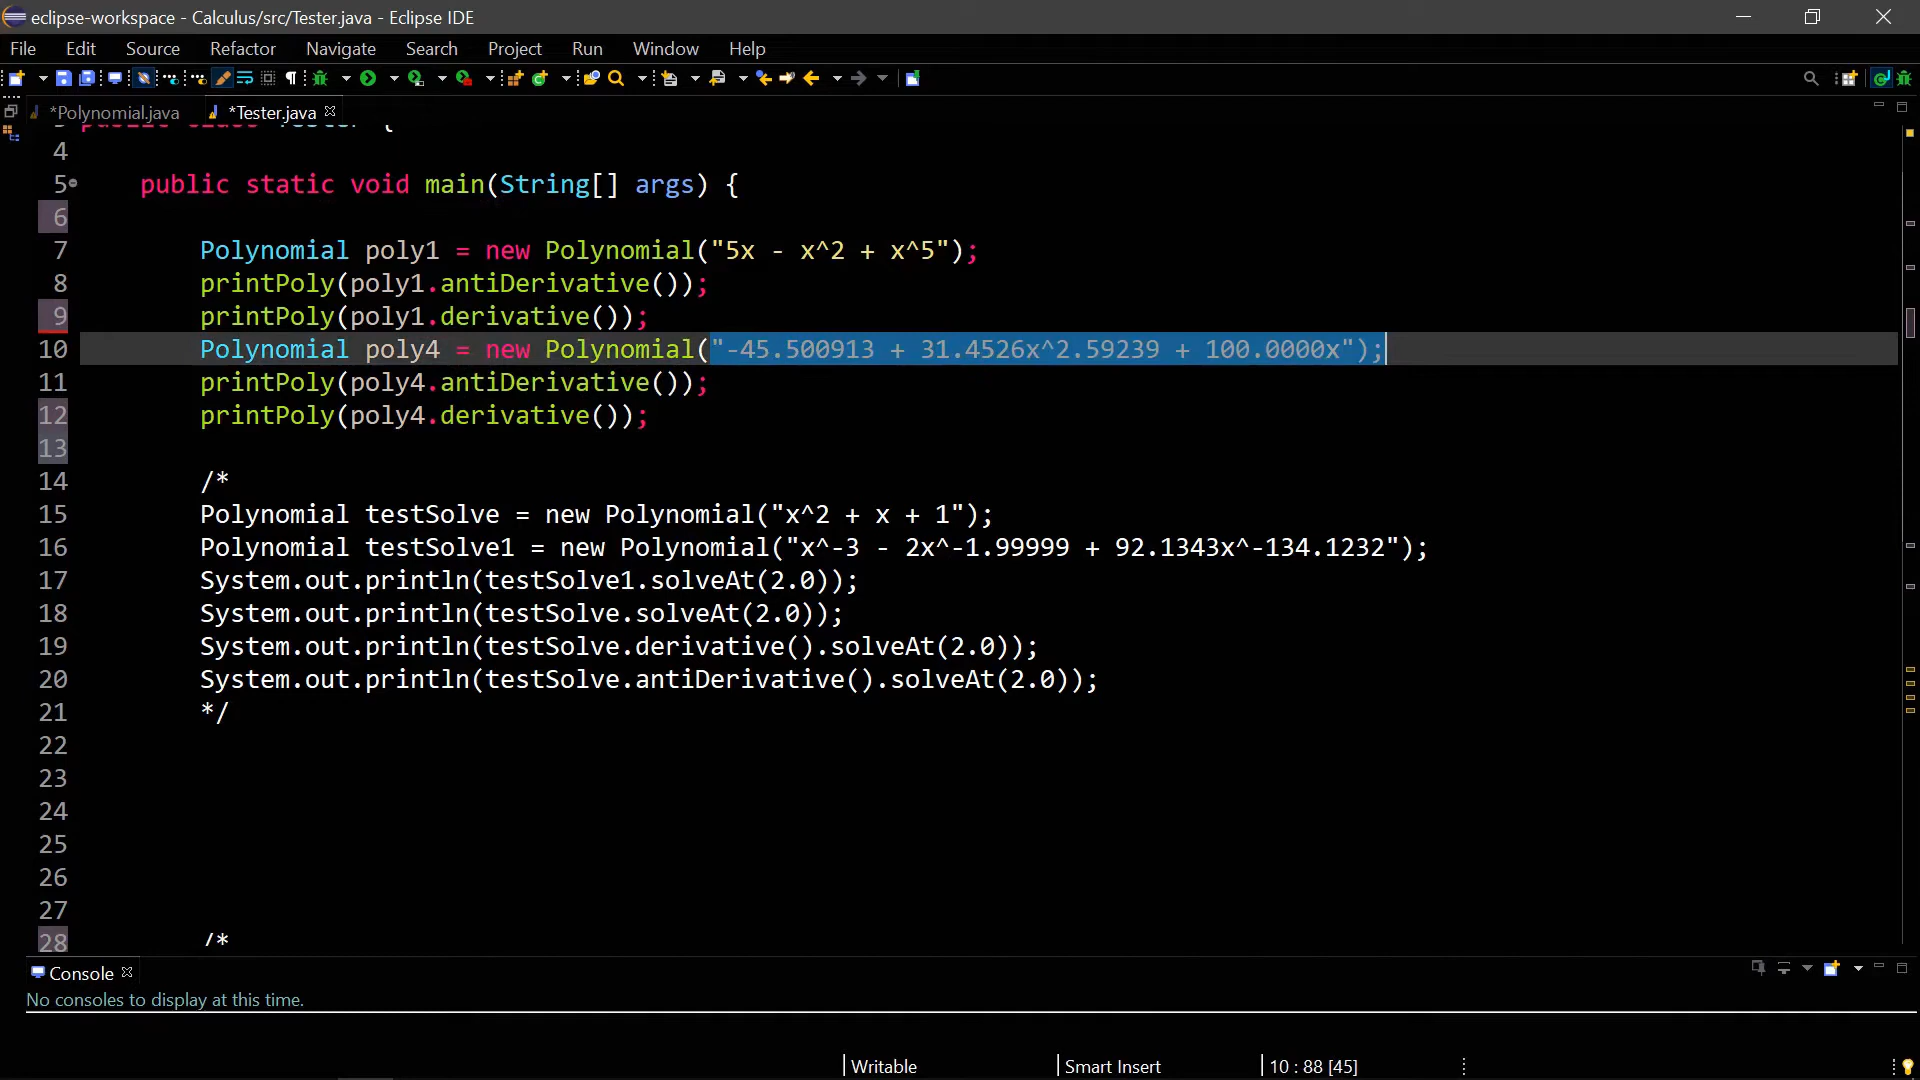 eclipse-workspace - Calculus/src/Tester.java - Eclipse IDE
File Edit Source Refactor Navigate Search Project Run Window Help
*Polynomial.java *Tester.java
3 public class Tester {
4
5 public static void main(String[] args) {
6
7 Polynomial poly1 = new Polynomial("5x - x^2 + x^5");
8 printPoly(poly1.antiDerivative());
9 printPoly(poly1.derivative());
10 Polynomial poly4 = new Polynomial("-45.500913 + 31.4526x^2.59239 + 100.0000x");
11 printPoly(poly4.antiDerivative());
12 printPoly(poly4.derivative());
13
14 /*
15 Polynomial testSolve = new Polynomial("x^2 + x + 1");
16 Polynomial testSolve1 = new Polynomial("x^-3 - 2x^-1.99999 + 92.1343x^-134.1232");
17 System.out.println(testSolve1.solveAt(2.0));
18 System.out.println(testSolve.solveAt(2.0));
19 System.out.println(testSolve.derivative().solveAt(2.0));
20 System.out.println(testSolve.antiDerivative().solveAt(2.0));
21 */
22
23
24
25
26
27
28 /*
Console
No consoles to display at this time.
Writable Smart Insert 10 : 88 [45]